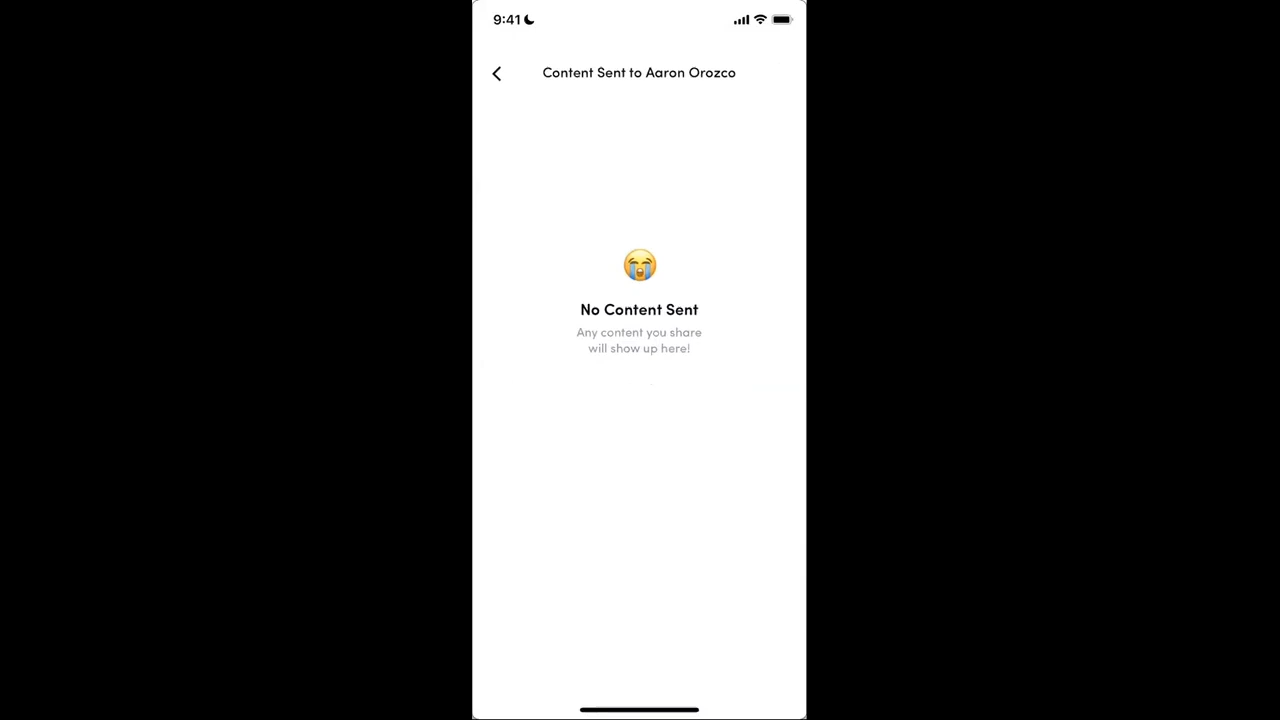 9:41
Content Sent to Aaron Orozco
No Content Sent
Any content you share
will show up here!